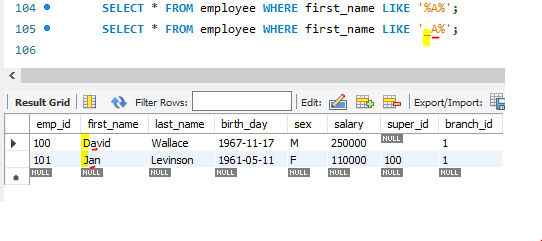 104 SELECT * FROM employee WHERE first_name LIKE '%A%';
105 SELECT * FROM employee WHERE first_name LIKE '_A%';
106
Result Grid Filter Rows: Edit: Export/Import:
emp_id first_name last_name birth_day sex salary super_id branch_id
100 David Wallace 1967-11-17 M 250000 NULL 1
101 Jan Levinson 1961-05-11 F 110000 100 1
NULL NULL NULL NULL NULL NULL NULL NULL